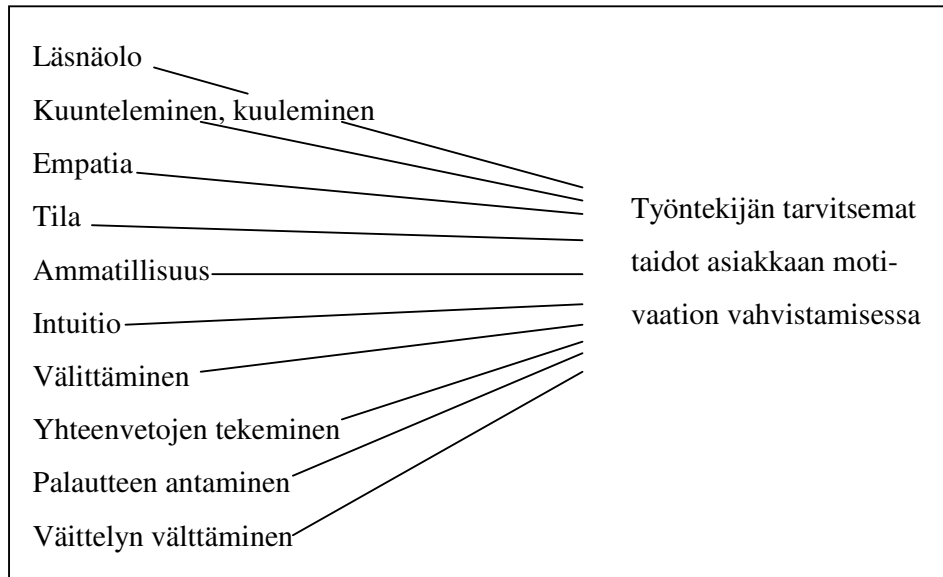 Läsnäolo
Kuunteleminen, kuuleminen
Empatia
Tila
Ammatillisuus
Intuitio
Välittäminen
Yhteenvetojen tekeminen
Palautteen antaminen
Väittelyn välttäminen
Työntekijän tarvitsemat
taidot asiakkaan moti-
vaation vahvistamisessa